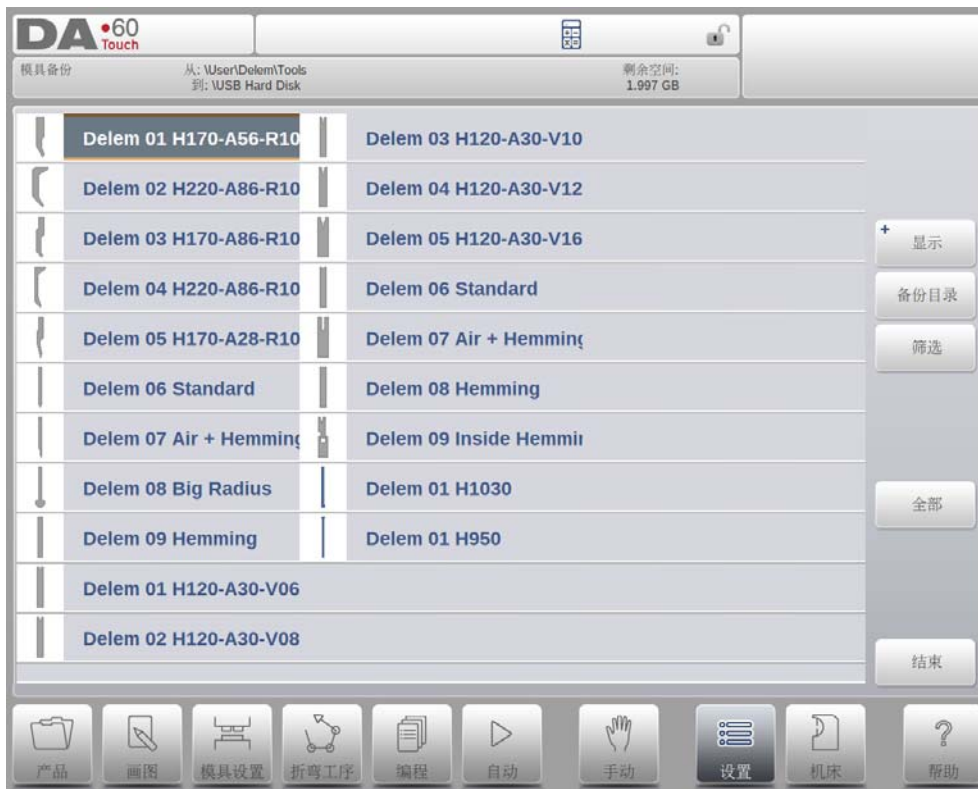 DA 60
Touch
模具备份
从: \User\Delem\Tools
到: \USB Hard Disk
剩余空间:
1.997 GB
Delem 01 H170-A56-R10
Delem 02 H220-A86-R10
Delem 03 H170-A86-R10
Delem 04 H220-A86-R10
Delem 05 H170-A28-R10
Delem 06 Standard
Delem 07 Air + Hemming
Delem 08 Big Radius
Delem 09 Hemming
Delem 01 H120-A30-V06
Delem 02 H120-A30-V08
Delem 03 H120-A30-V10
Delem 04 H120-A30-V12
Delem 05 H120-A30-V16
Delem 06 Standard
Delem 07 Air + Hemming
Delem 08 Hemming
Delem 09 Inside Hemmin
Delem 01 H1030
Delem 01 H950
+ 显示
备份目录
筛选
全部
结束
产品
画图
模具设置
折弯工序
编程
自动
手动
设置
机床
? 帮助